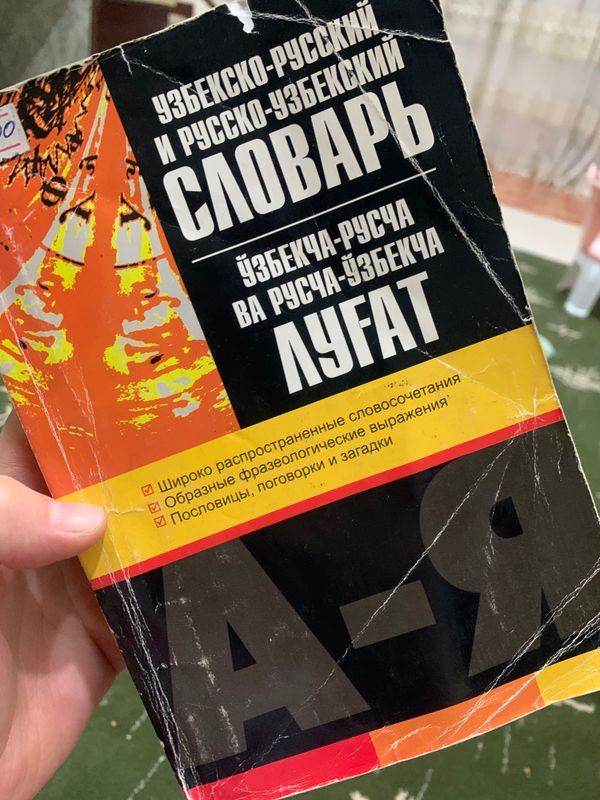 УЗБЕКСКО-РУССКИЙ
И РУССКО-УЗБЕКСКИЙ
СЛОВАРЬ
ЎЗБЕКЧА-РУСЧА
ВА РУСЧА-ЎЗБЕКЧА
ЛУҒАТ
Широко распространенные словосочетания
Образные фразеологические выражения
Пословицы, поговорки и загадки
А-Я